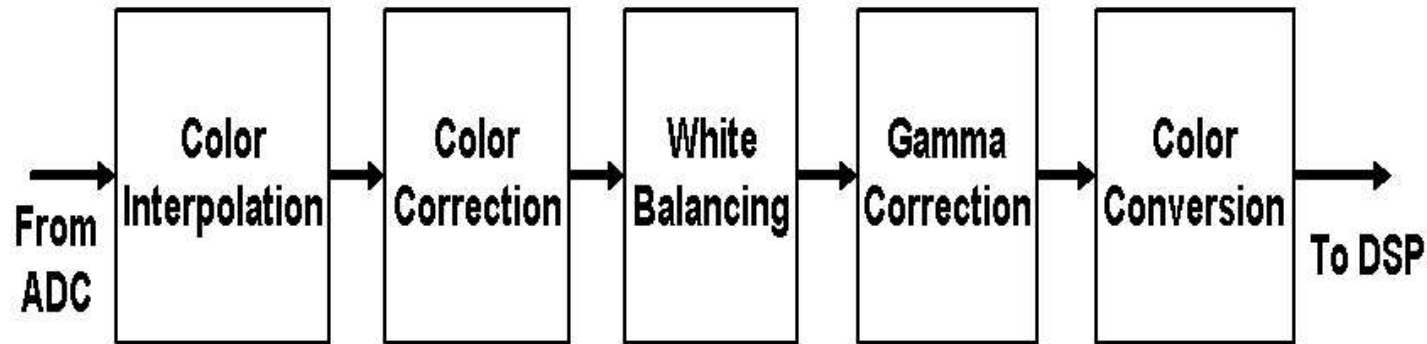 From
ADC
Color
Interpolation
Color
Correction
White
Balancing
Gamma
Correction
Color
Conversion
To DSP